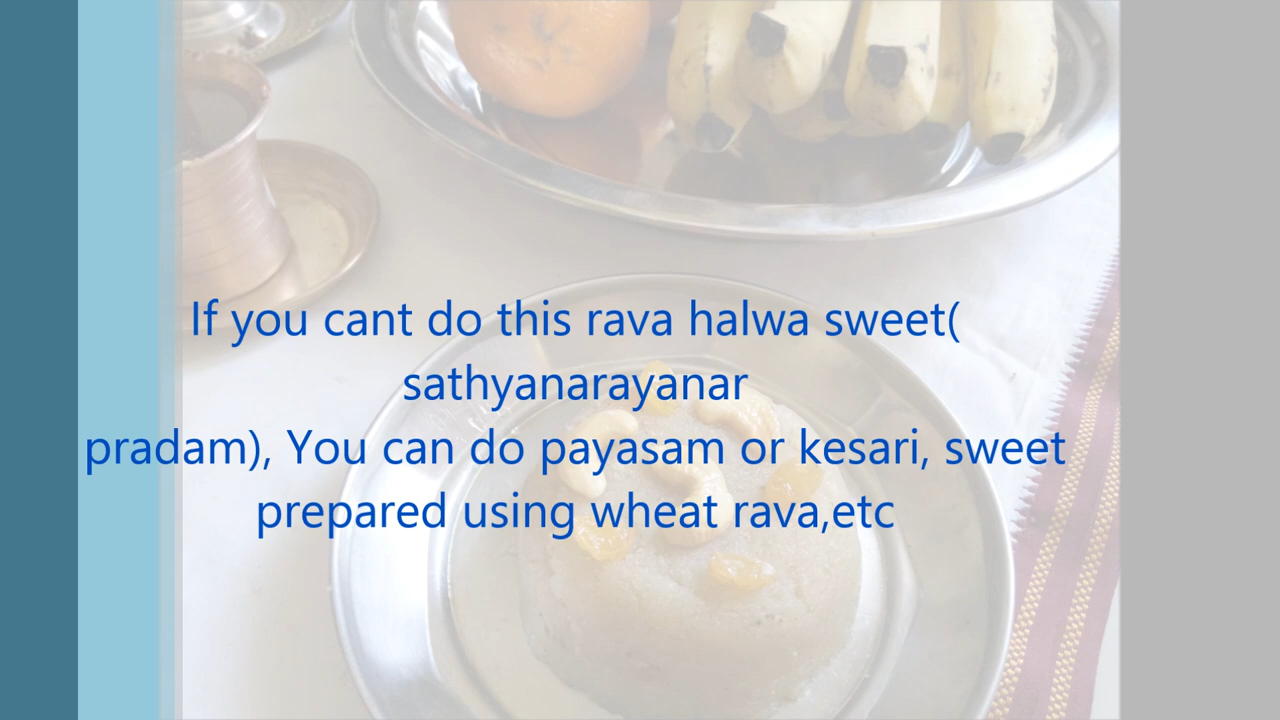 If you cant do this rava halwa sweet(
sathyanarayanar
pradam), You can do payasam or kesari, sweet
prepared using wheat rava,etc